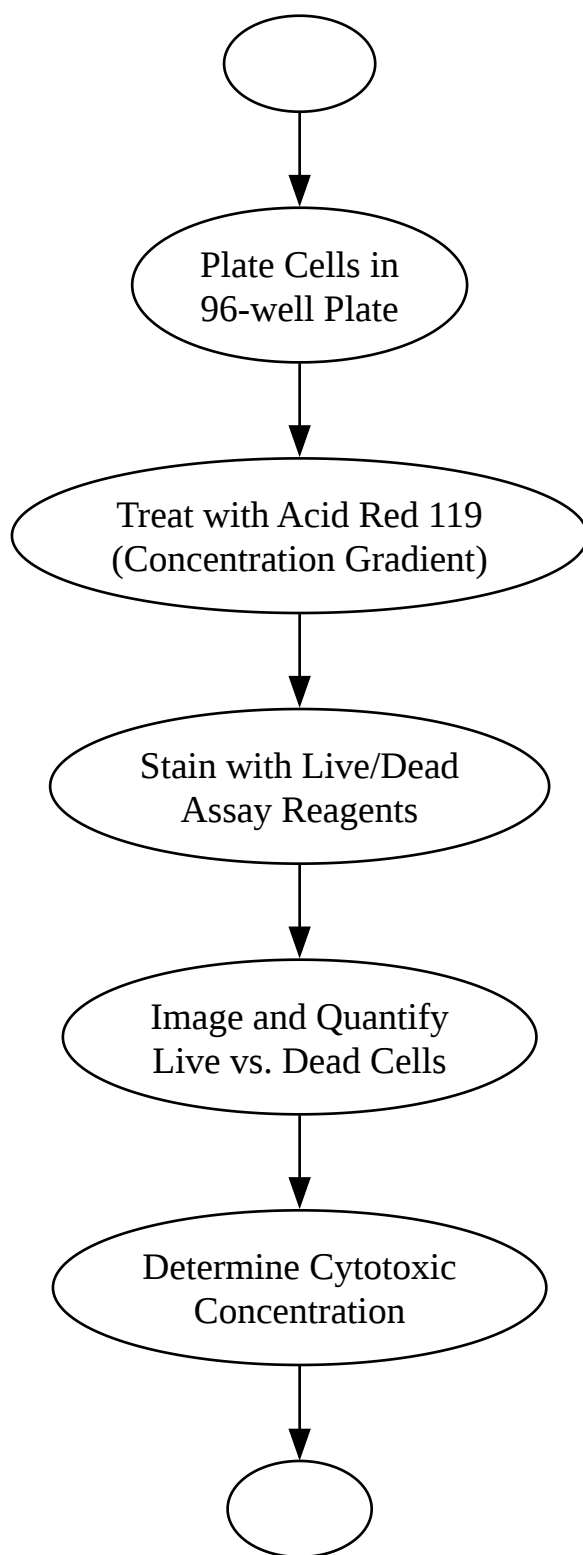 Plate Cells in
96-well Plate
Treat with Acid Red 119
(Concentration Gradient)
Stain with Live/Dead
Assay Reagents
Image and Quantify
Live vs. Dead Cells
Determine Cytotoxic
Concentration